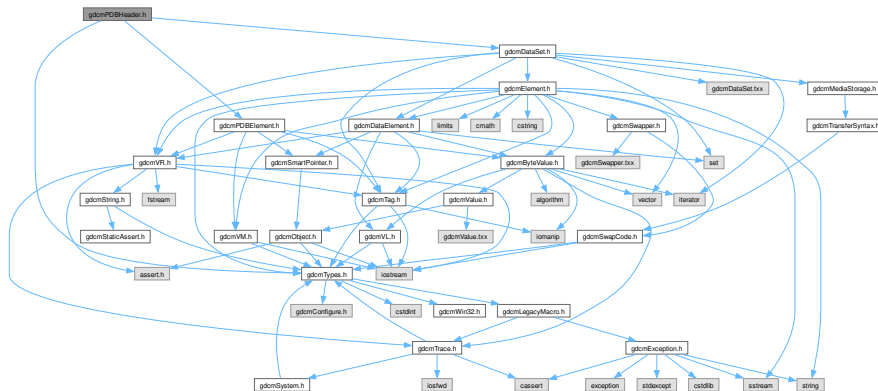 gdcmPDBHeader.h
gdcmDataSet.h
gdcmElement.h
gdcmDataSet.txx
gdcmMediaStorage.h
gdcmPDBElement.h
gdcmDataElement.h
limits
cmath
cstring
gdcmSwapper.h
gdcmTransferSyntax.h
gdcmVR.h
gdcmSmartPointer.h
gdcmByteValue.h
gdcmSwapper.txx
set
gdcmString.h
fstream
gdcmTag.h
gdcmValue.h
algorithm
vector
iterator
gdcmStaticAssert.h
gdcmVM.h
gdcmObject.h
gdcmVL.h
gdcmValue.txx
iomanip
gdcmSwapCode.h
assert.h
gdcmTypes.h
iostream
gdcmConfigure.h
cstdint
gdcmWin32.h
gdcmLegacyMacro.h
gdcmTrace.h
gdcmException.h
gdcmSystem.h
iosfwd
cassert
exception
stdexcept
cstdlib
sstream
string